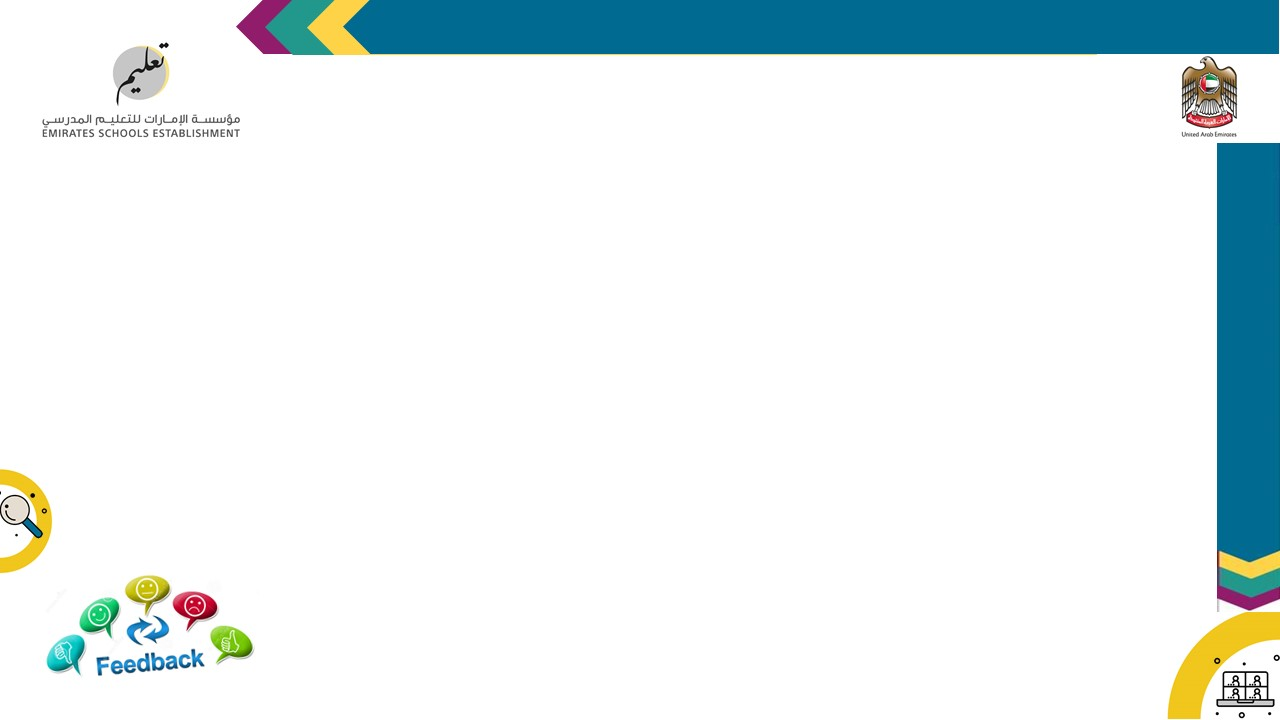 تعليم
مؤسسة الإمارات للتعليم المدرسي
EMIRATES SCHOOLS ESTABLISHMENT
United Arab Emirates
Feedback